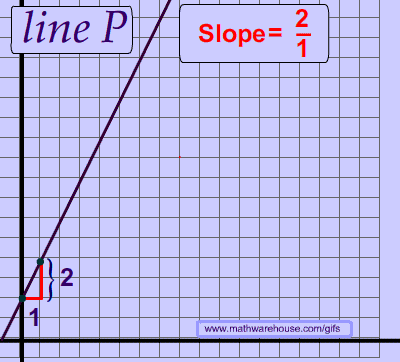 line P
Slope= 2/1
2
1
www.mathwarehouse.com/gifs